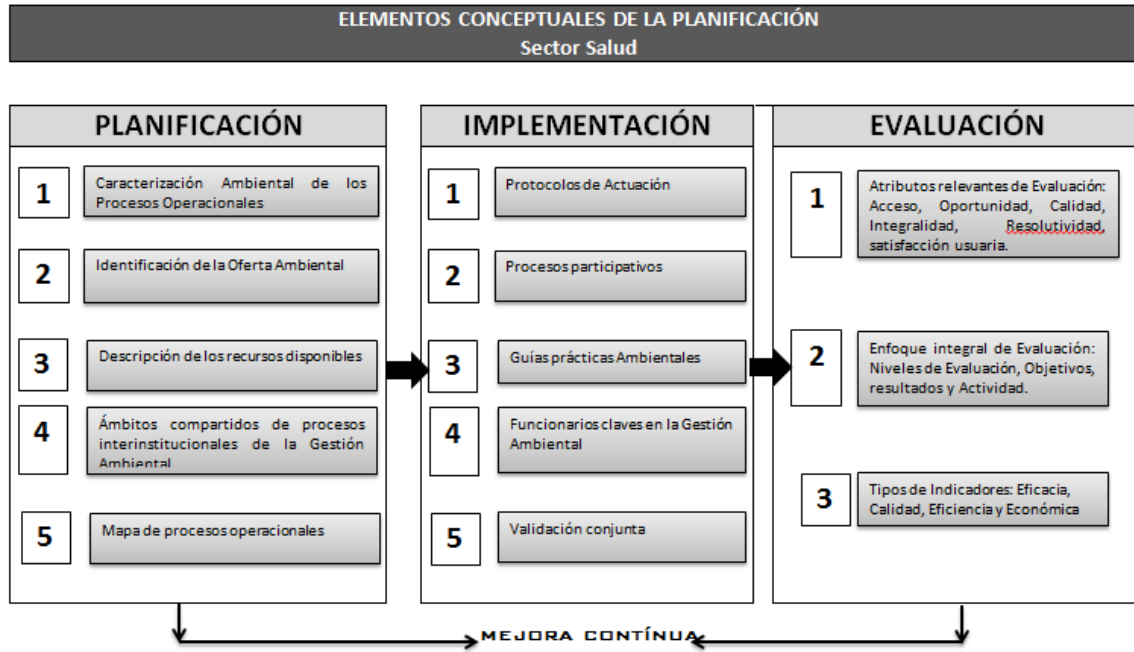 ELEMENTOS CONCEPTUALES DE LA PLANIFICACIÓN
Sector Salud
PLANIFICACIÓN
1
Caracterización Ambiental de los
Procesos Operacionales
2
Identificación de la Oferta Ambiental
3
Descripción de los recursos disponibles
4
Ámbitos compartidos de procesos
interinstitucionales de la Gestión
Ambiental
5
Mapa de procesos operacionales
IMPLEMENTACIÓN
1
Protocolos de Actuación
2
Procesos participativos
3
Guías prácticas Ambientales
4
Funcionarios claves en la Gestión
Ambiental
5
Validación conjunta
EVALUACIÓN
1
Atributos relevantes de Evaluación:
Acceso, Oportunidad, Calidad,
Integralidad, Resolutividad,
satisfacción usuaria.
2
Enfoque integral de Evaluación:
Niveles de Evaluación, Objetivos,
resultados y Actividad.
3
Tipos de Indicadores: Eficacia,
Calidad, Eficiencia y Económica
MEJORA CONTÍNUA